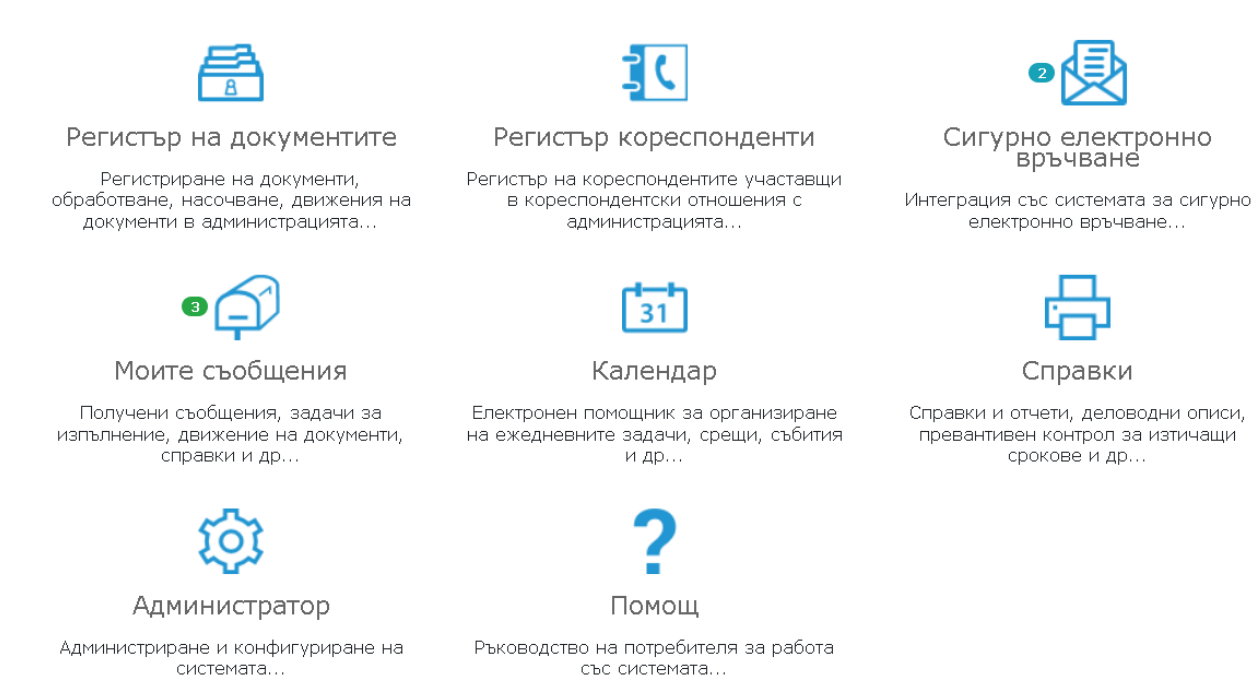 Регистър на документите
Регистриране на документи,
обработване, насочване, движения на
документи в администрацията...
Регистър кореспонденти
Регистър на кореспондентите участавщи
в кореспондентски отношения с
администрацията...
2
Сигурно електронно
връчване
Интеграция със системата за сигурно
електронно връчване...
3
Моите съобщения
Получени съобщения, задачи за
изпълнение, движение на документи,
справки и др...
31
Календар
Електронен помощник за организиране
на ежедневните задачи, срещи, събития
и др...
Справки
Справки и отчети, деловодни описи,
превантивен контрол за изтичащи
срокове и др...
Администратор
Администриране и конфигуриране на
системата...
?
Помощ
Ръководство на потребителя за работа
със системата...